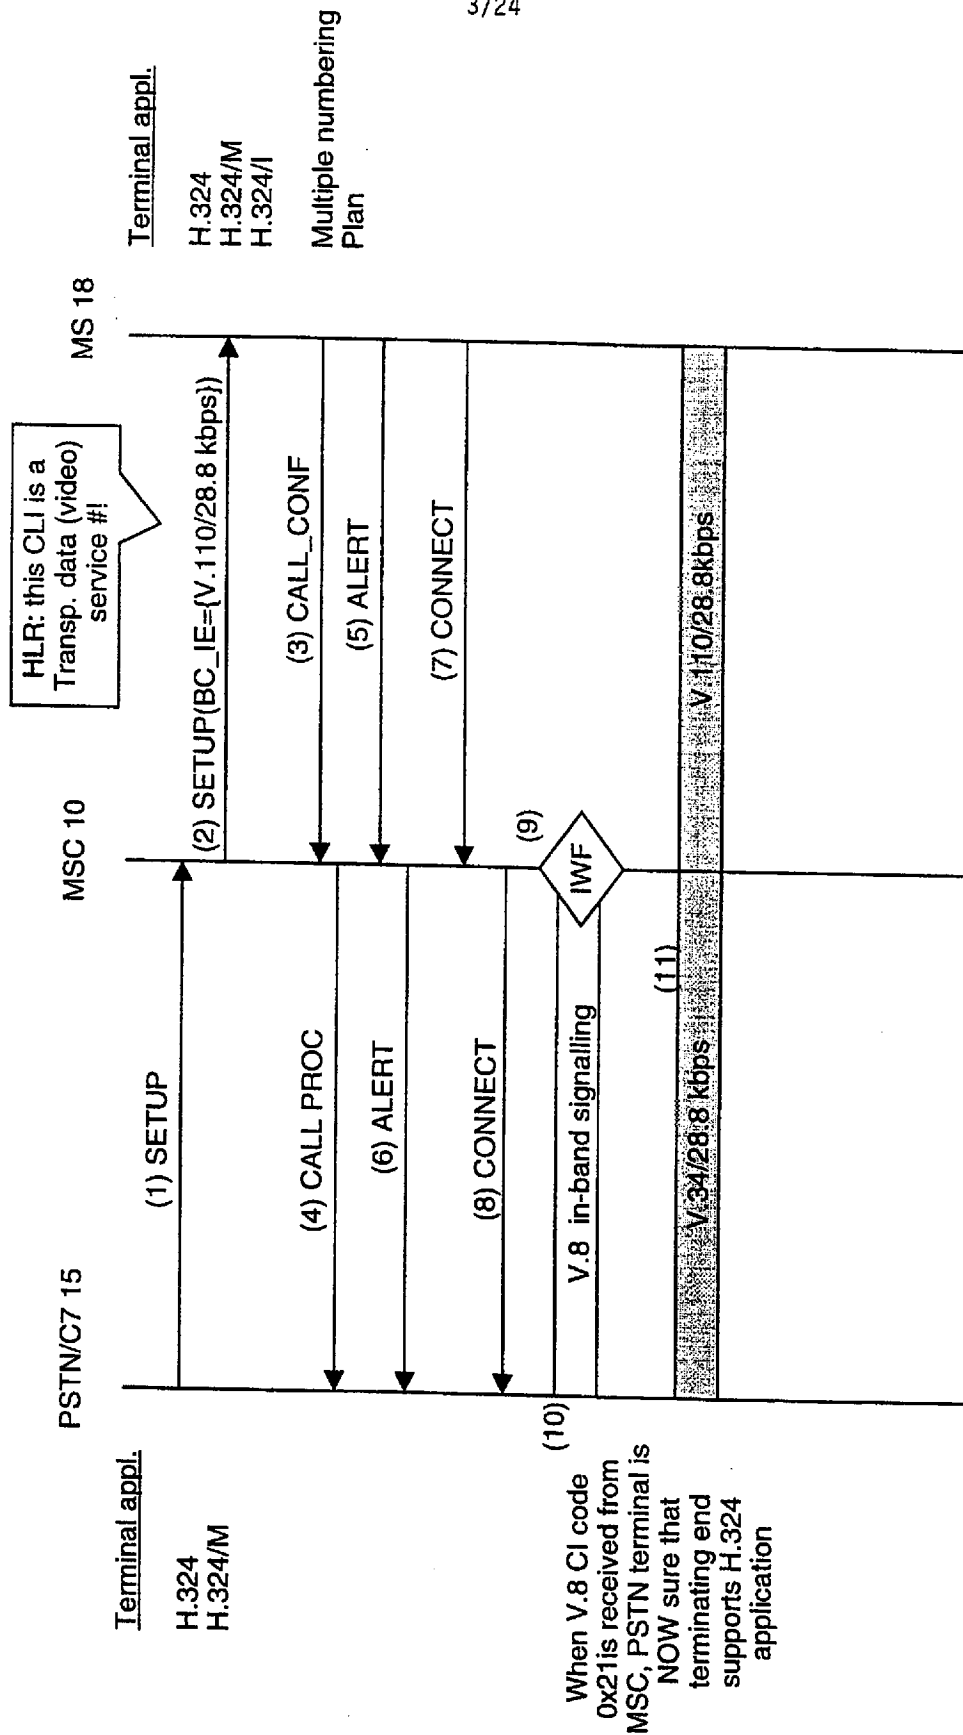 3/24
Terminal appl.
H.324
H.324/M
PSTN/C7 15
MSC 10
HLR: this CLI is a
Transp. data (video)
service #!
MS 18
Terminal appl.
H.324
H.324/M
H.324/I
Multiple numbering
Plan
(1) SETUP
(2) SETUP(BC_IE={V.110/28.8 kbps})
(3) CALL_CONF
(4) CALL PROC
(5) ALERT
(6) ALERT
(7) CONNECT
(8) CONNECT
(9)
IWF
(10)
V.8 in-band signalling
When V.8 CI code
0x21is received from
MSC, PSTN terminal is
NOW sure that
terminating end
supports H.324
application
(11)
V.34/28.8 kbps
V.110/28.8kbps